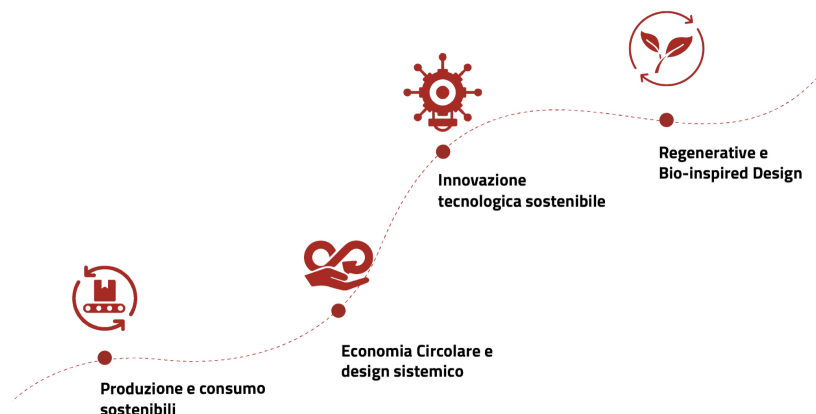 Regenerative e
Bio-inspired Design
Innovazione
tecnologica sostenibile
Economia Circolare e
design sistemico
Produzione e consumo
sostenibili